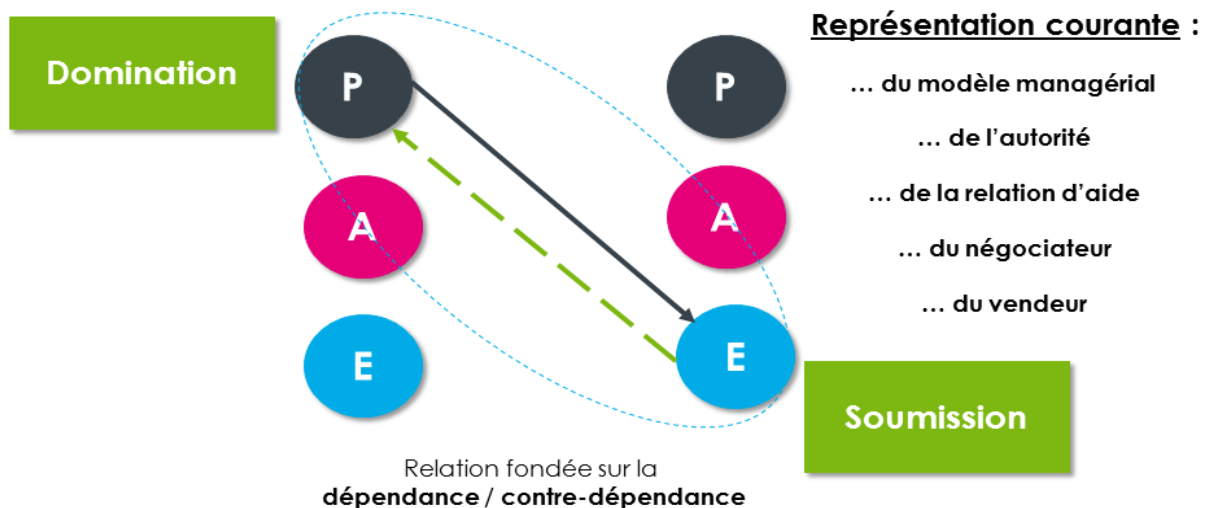 Représentation courante :
Domination
P
P
… du modèle managérial
… de l’autorité
… de la relation d’aide
A
A
… du négociateur
… du vendeur
E
E
Soumission
Relation fondée sur la
dépendance / contre-dépendance